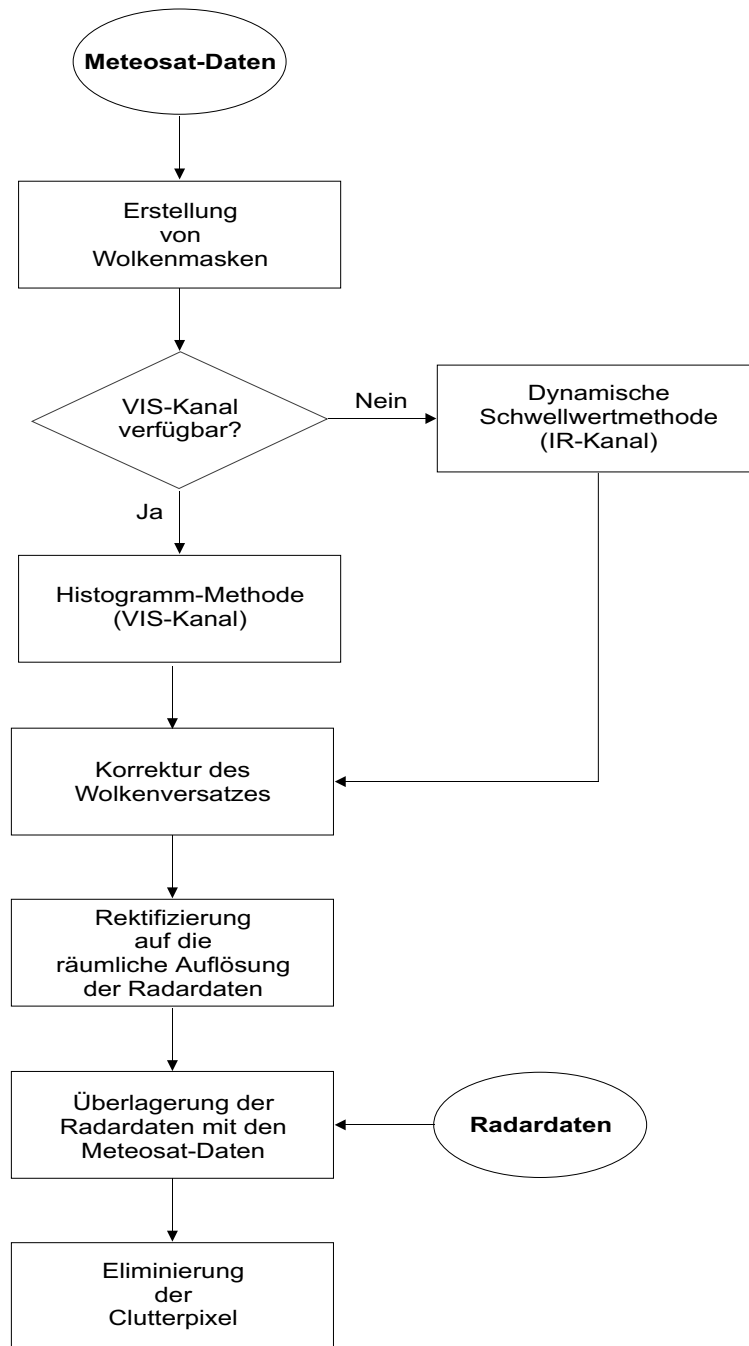 Meteosat-Daten
Erstellung
von
Wolkenmasken
VIS-Kanal
verfügbar?
Nein
Dynamische
Schwellwertmethode
(IR-Kanal)
Ja
Histogramm-Methode
(VIS-Kanal)
Korrektur des
Wolkenversatzes
Rektifizierung
auf die
räumliche Auflösung
der Radardaten
Überlagerung der
Radardaten mit den
Meteosat-Daten
Radardaten
Eliminierung
der
Clutterpixel